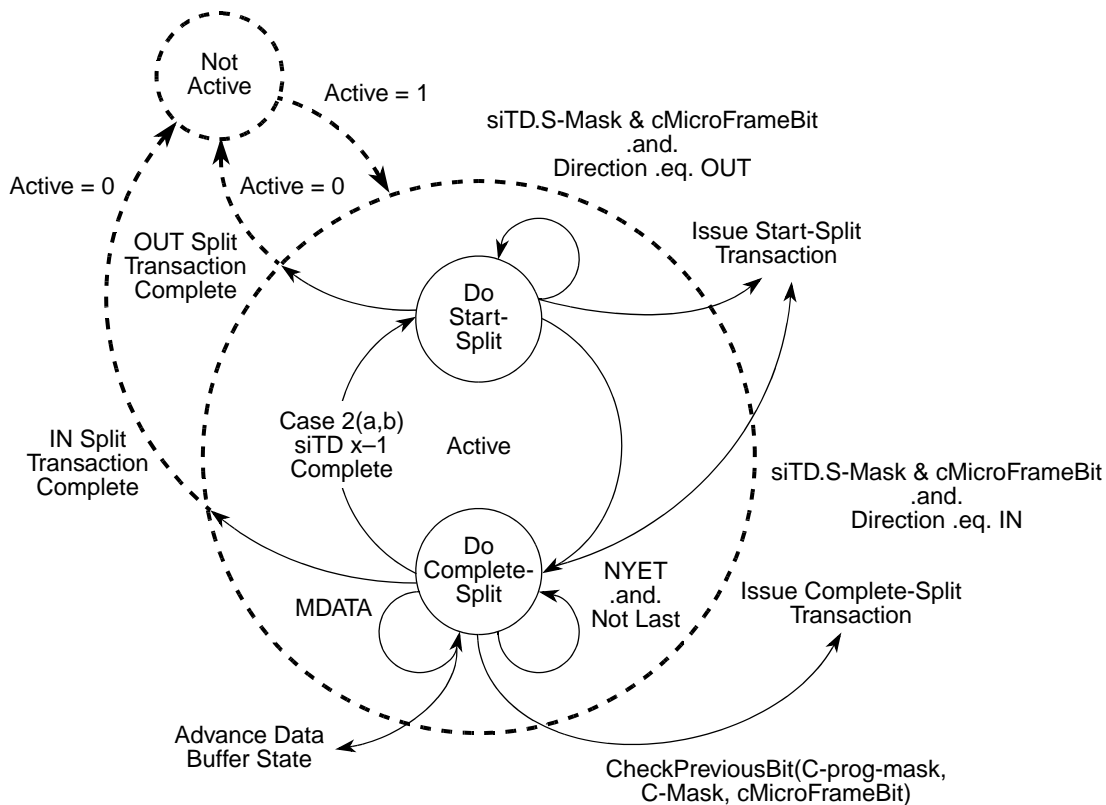 Not
Active
Active = 1
siTD.S-Mask & cMicroFrameBit
.and.
Direction .eq. OUT
Active = 0
Active = 0
OUT Split
Transaction
Complete
Issue Start-Split
Transaction
Do
Start-
Split
Case 2(a,b)
siTD x–1
Complete
Active
IN Split
Transaction
Complete
siTD.S-Mask & cMicroFrameBit
.and.
Direction .eq. IN
Do
Complete-
Split
MDATA
NYET
.and.
Not Last
Issue Complete-Split
Transaction
Advance Data
Buffer State
CheckPreviousBit(C-prog-mask,
C-Mask, cMicroFrameBit)